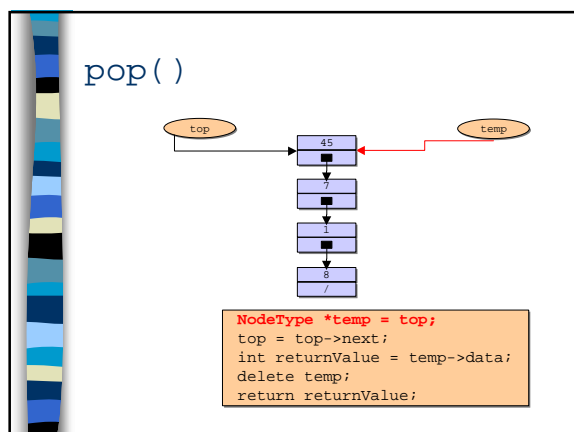 pop()
top
temp
45
7
1
8
/
NodeType *temp = top;
top = top->next;
int returnValue = temp->data;
delete temp;
return returnValue;